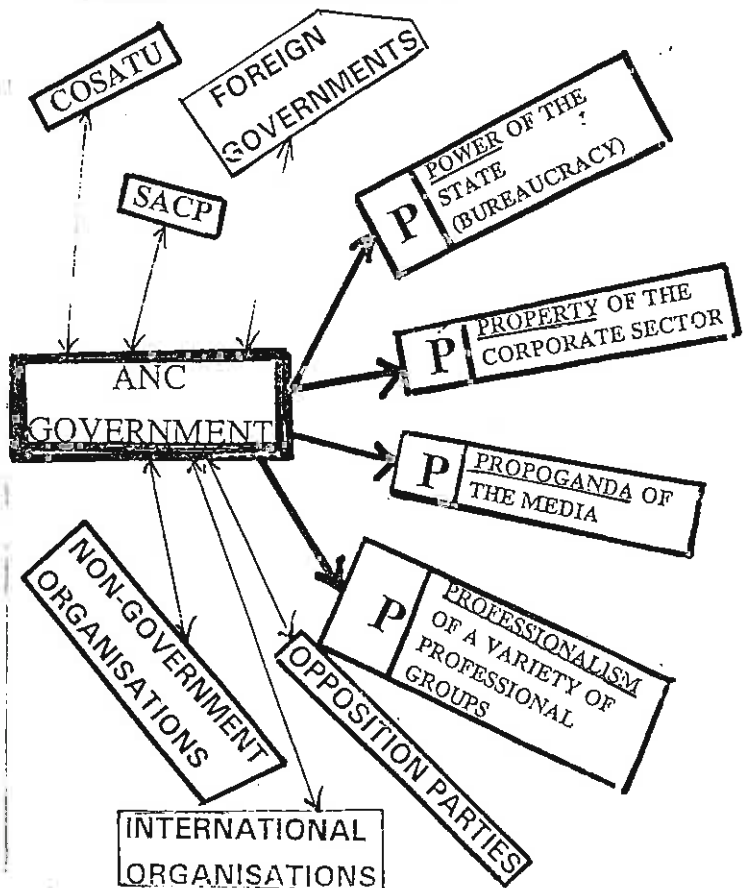 COSATU
FOREIGN
GOVERNMENTS
SACP
ANC
GOVERNMENT
P
POWER OF THE
STATE
(BUREAUCRACY)
P
PROPERTY OF THE
CORPORATE SECTOR
P
PROPOGANDA OF
THE MEDIA
P
PROFESSIONALISM
OF A VARIETY OF
PROFESSIONAL
GROUPS
NON-GOVERNMENT
ORGANISATIONS
OPPOSITION PARTIES
INTERNATIONAL
ORGANISATIONS